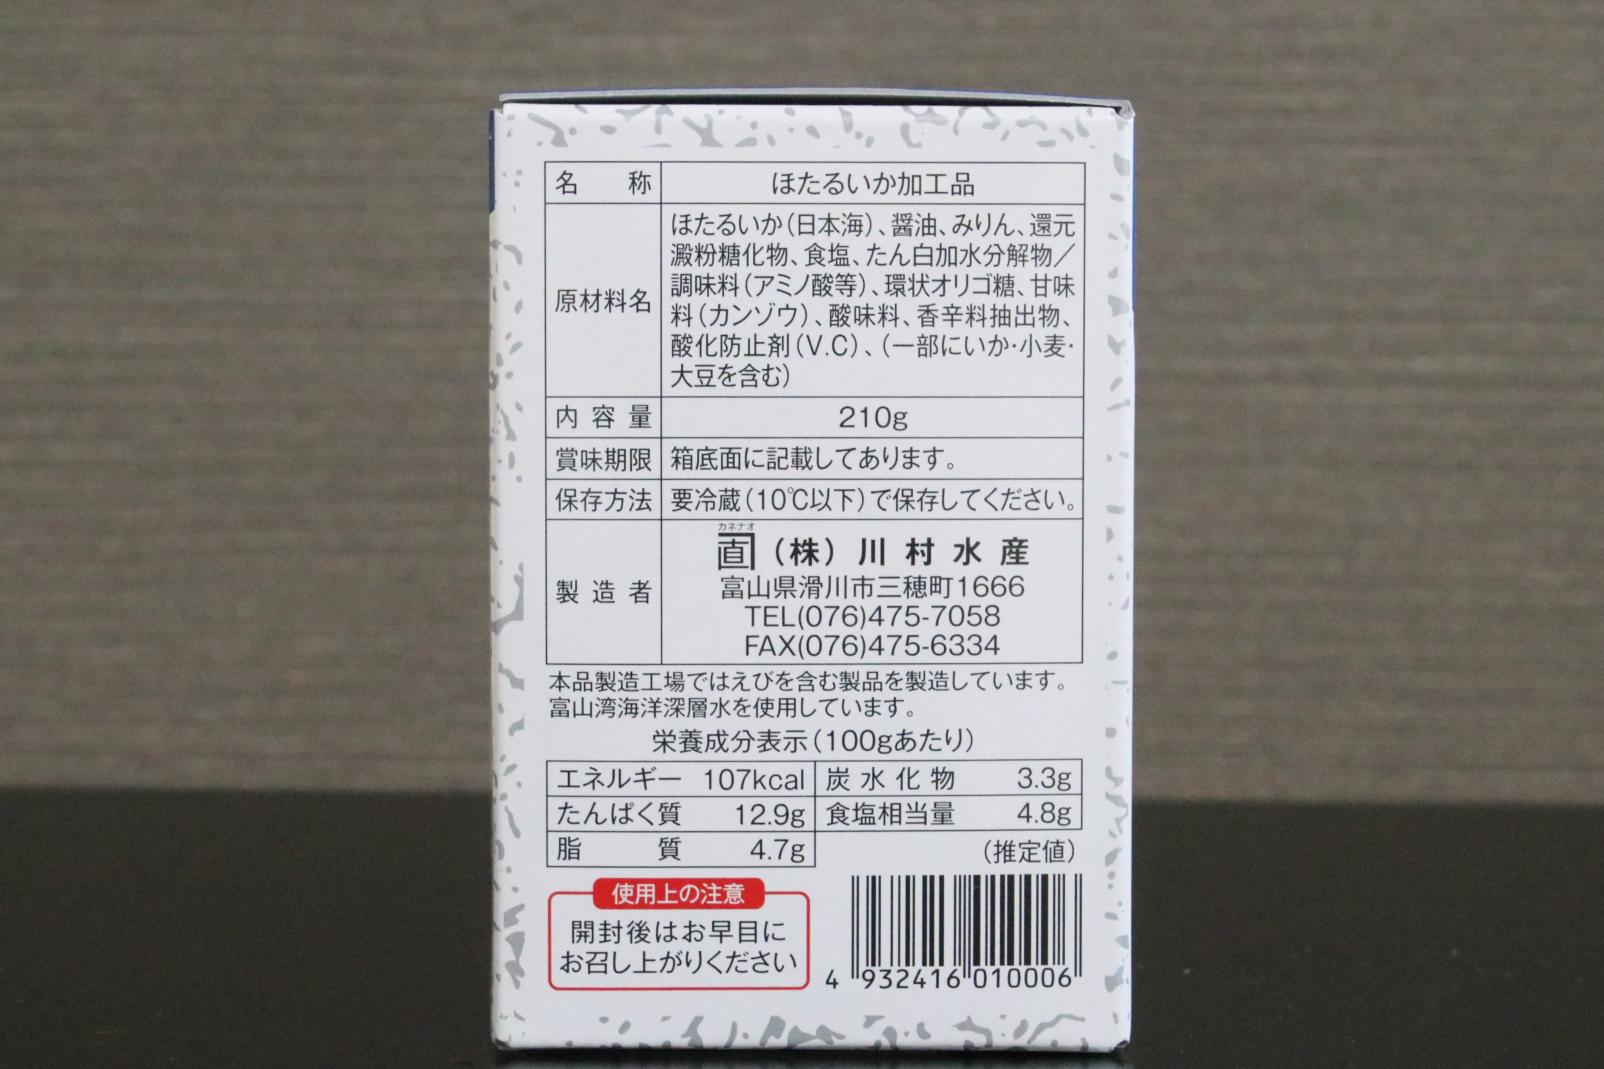 名称 ほたるいか加工品
原材料名 ほたるいか(日本海)、醤油、みりん、還元
澱粉糖化物、食塩、たん白加水分解物/
調味料(アミノ酸等)、環状オリゴ糖、甘味
料(カンゾウ)、酸味料、香辛料抽出物、
酸化防止剤(V.C)、(一部にいか・小麦・
大豆を含む)
内容量 210g
賞味期限 箱底面に記載してあります。
保存方法 要冷蔵(10℃以下)で保存してください。
カネナオ
製造者 直 (株)川村水産
富山県滑川市三穂町1666
TEL(076)475-7058
FAX(076)475-6334
本品製造工場ではえびを含む製品を製造しています。
富山湾海洋深層水を使用しています。
栄養成分表示(100gあたり)
エネルギー 107kcal 炭水化物 3.3g
たんぱく質 12.9g 食塩相当量 4.8g
脂質 4.7g (推定値)
使用上の注意
開封後はお早目に
お召し上がりください
4 932416 010006